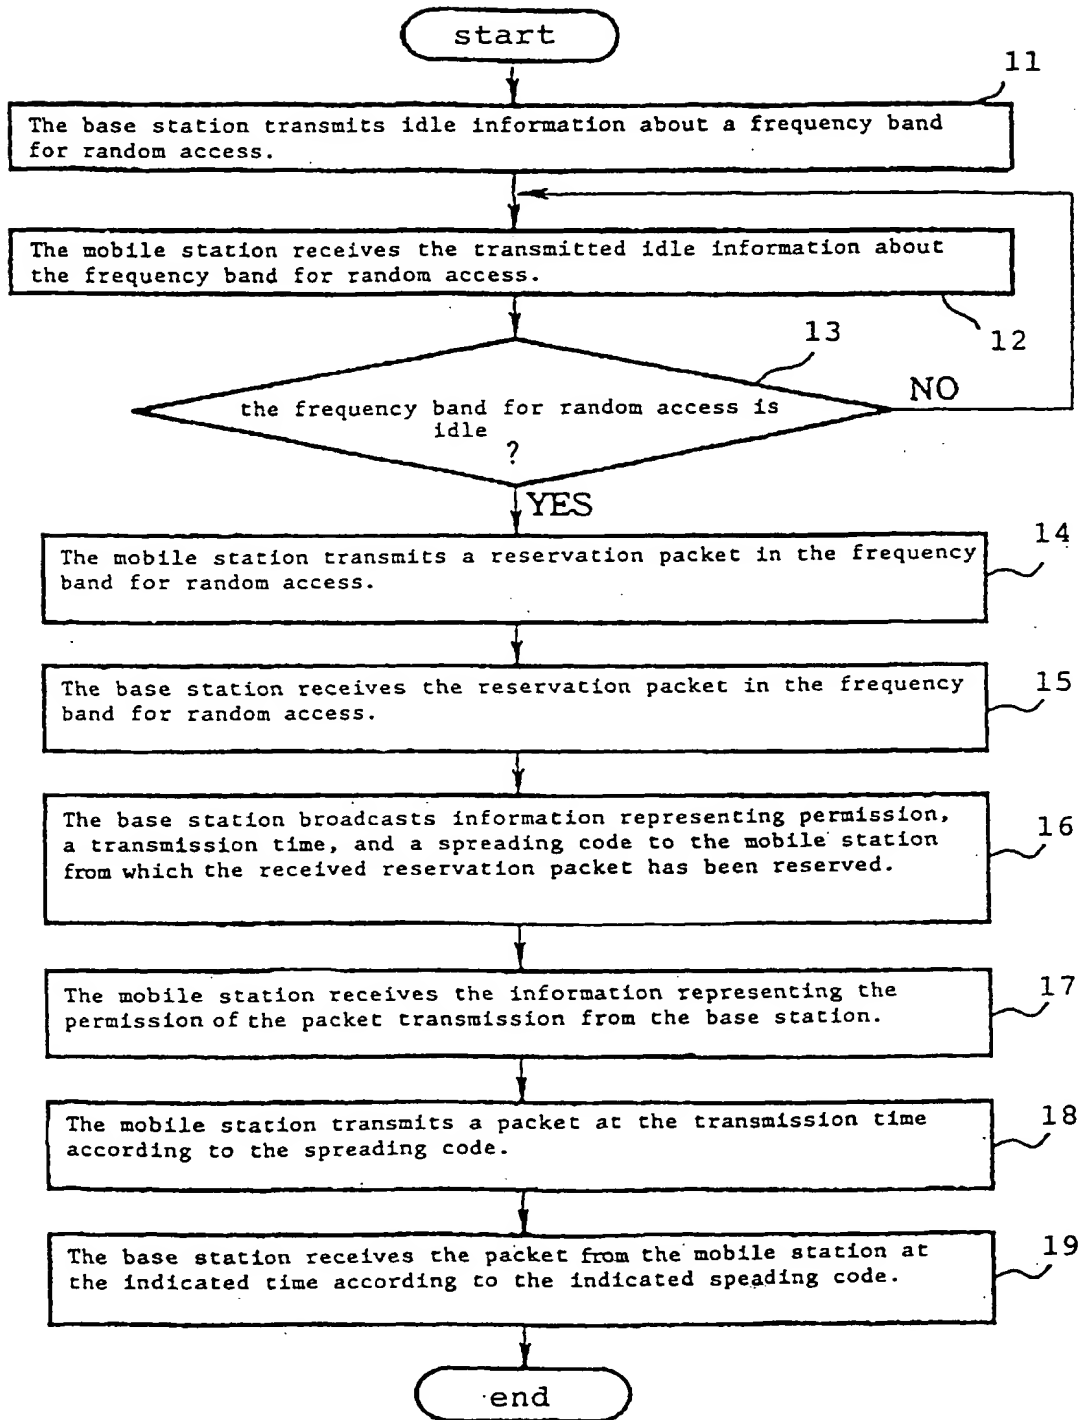 start
11
The base station transmits idle information about a frequency band
for random access.
The mobile station receives the transmitted idle information about
the frequency band for random access.
12
13
the frequency band for random access is
idle
?
NO
YES
14
The mobile station transmits a reservation packet in the frequency
band for random access.
15
The base station receives the reservation packet in the frequency
band for random access.
16
The base station broadcasts information representing permission,
a transmission time, and a spreading code to the mobile station
from which the received reservation packet has been reserved.
17
The mobile station receives the information representing the
permission of the packet transmission from the base station.
18
The mobile station transmits a packet at the transmission time
according to the spreading code.
19
The base station receives the packet from the mobile station at
the indicated time according to the indicated speading code.
end